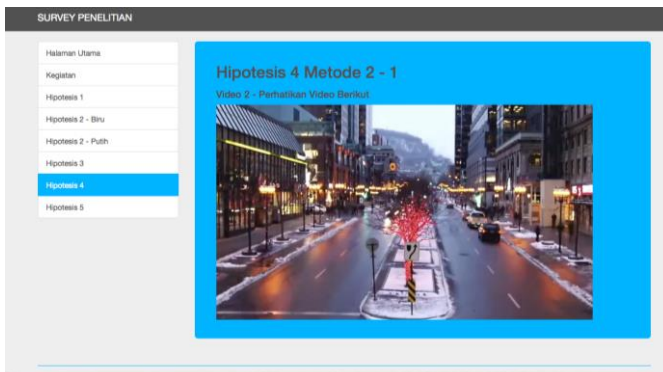 SURVEY PENELITIAN
Halaman Utama
Kegiatan
Hipotesis 1
Hipotesis 2 - Biru
Hipotesis 2 - Putih
Hipotesis 3
Hipotesis 4
Hipotesis 5
Hipotesis 4 Metode 2 - 1
Video 2 - Perhatikan Video Berikut